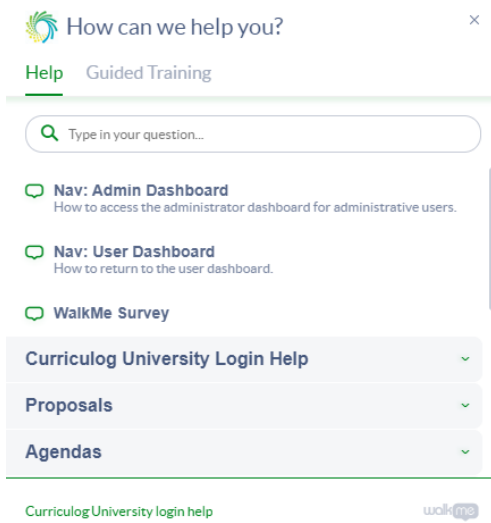 How can we help you?
Help Guided Training
Type in your question...
Nav: Admin Dashboard
How to access the administrator dashboard for administrative users.
Nav: User Dashboard
How to return to the user dashboard.
WalkMe Survey
Curriculog University Login Help
Proposals
Agendas
Curriculog University login help
walkme